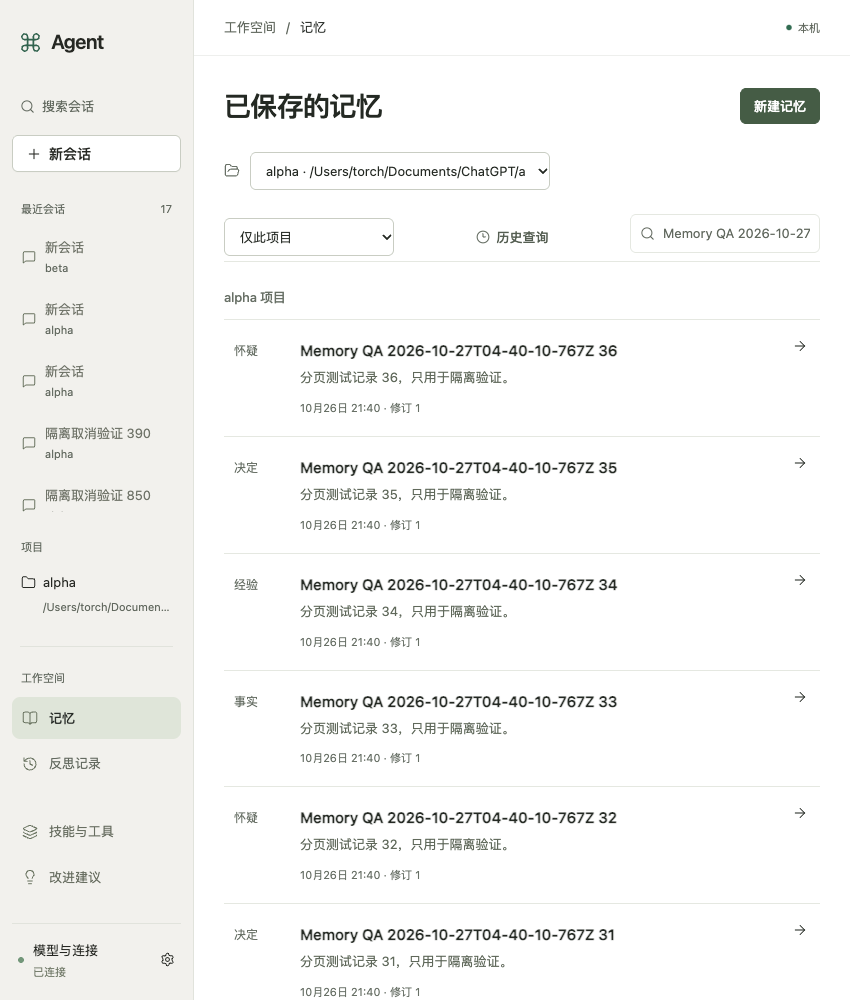 Agent
搜索会话
新会话
最近会话 17
新会话
beta
新会话
alpha
新会话
alpha
隔离取消验证 390
alpha
隔离取消验证 850
项目
alpha
/Users/torch/Documen...
工作空间
记忆
反思记录
技能与工具
改进建议
模型与连接
已连接
工作空间 / 记忆
本机
已保存的记忆
新建记忆
alpha · /Users/torch/Documents/ChatGPT/a
仅此项目
历史查询
Memory QA 2026-10-27
alpha 项目
怀疑
Memory QA 2026-10-27T04-40-10-767Z 36
分页测试记录 36，只用于隔离验证。
10月26日 21:40 · 修订 1
决定
Memory QA 2026-10-27T04-40-10-767Z 35
分页测试记录 35，只用于隔离验证。
10月26日 21:40 · 修订 1
经验
Memory QA 2026-10-27T04-40-10-767Z 34
分页测试记录 34，只用于隔离验证。
10月26日 21:40 · 修订 1
事实
Memory QA 2026-10-27T04-40-10-767Z 33
分页测试记录 33，只用于隔离验证。
10月26日 21:40 · 修订 1
怀疑
Memory QA 2026-10-27T04-40-10-767Z 32
分页测试记录 32，只用于隔离验证。
10月26日 21:40 · 修订 1
决定
Memory QA 2026-10-27T04-40-10-767Z 31
分页测试记录 31，只用于隔离验证。
10月26日 21:40 · 修订 1